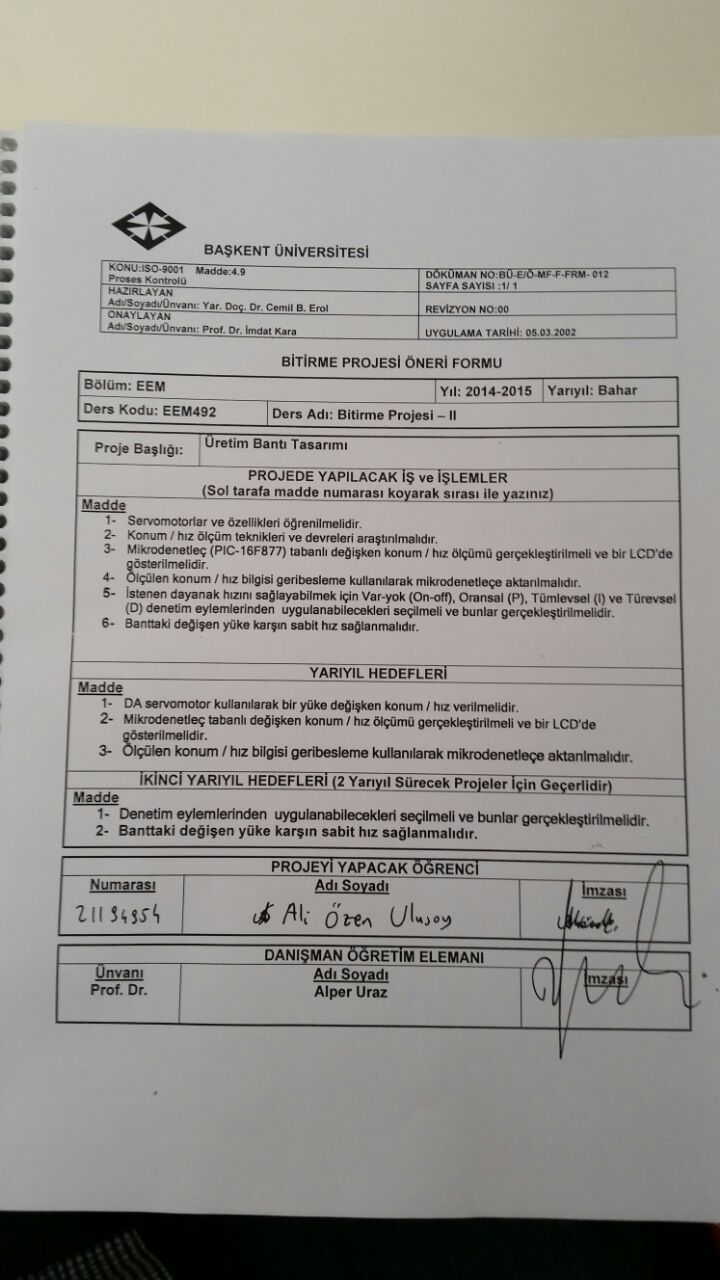 BAŞKENT ÜNİVERSİTESİ
KONU:ISO-9001 Madde:4.9
Proses Kontrolü
DÖKÜMAN NO:BÜ-E/Ö-MF-F-FRM- 012
SAYFA SAYISI :1/ 1
HAZIRLAYAN
Adı/Soyadı/Ünvanı: Yar. Doç. Dr. Cemil B. Erol
REVİZYON NO:00
ONAYLAYAN
Adı/Soyadı/Ünvanı: Prof. Dr. İmdat Kara
UYGULAMA TARİHİ: 05.03.2002
BİTİRME PROJESİ ÖNERİ FORMU
Bölüm: EEM Yıl: 2014-2015 Yarıyıl: Bahar
Ders Kodu: EEM492 Ders Adı: Bitirme Projesi – II
Proje Başlığı: Üretim Bantı Tasarımı
PROJEDE YAPILACAK İŞ ve İŞLEMLER
(Sol tarafa madde numarası koyarak sırası ile yazınız)
Madde
1- Servomotorlar ve özellikleri öğrenilmelidir.
2- Konum / hız ölçüm teknikleri ve devreleri araştırılmalıdır.
3- Mikrodenetleç (PIC-16F877) tabanlı değişken konum / hız ölçümü gerçekleştirilmeli ve bir LCD'de
gösterilmelidir.
4- Ölçülen konum / hız bilgisi geribesleme kullanılarak mikrodenetleçe aktarılmalıdır.
5- İstenen dayanak hızını sağlayabilmek için Var-yok (On-off), Oransal (P), Tümlevsel (I) ve Türevsel
(D) denetim eylemlerinden uygulanabilecekleri seçilmeli ve bunlar gerçekleştirilmelidir.
6- Banttaki değişen yüke karşın sabit hız sağlanmalıdır.
YARIYIL HEDEFLERİ
Madde
1- DA servomotor kullanılarak bir yüke değişken konum / hız verilmelidir.
2- Mikrodenetleç tabanlı değişken konum / hız ölçümü gerçekleştirilmeli ve bir LCD'de
gösterilmelidir.
3- Ölçülen konum / hız bilgisi geribesleme kullanılarak mikrodenetleçe aktarılmalıdır.
İKİNCİ YARIYIL HEDEFLERİ (2 Yarıyıl Sürecek Projeler İçin Geçerlidir)
Madde
1- Denetim eylemlerinden uygulanabilecekleri seçilmeli ve bunlar gerçekleştirilmelidir.
2- Banttaki değişen yüke karşın sabit hız sağlanmalıdır.
PROJEYİ YAPACAK ÖĞRENCİ
Numarası Adı Soyadı İmzası
21194954 Ali Özen Ulusoy
DANIŞMAN ÖĞRETİM ELEMANI
Ünvanı Adı Soyadı İmzası
Prof. Dr. Alper Uraz